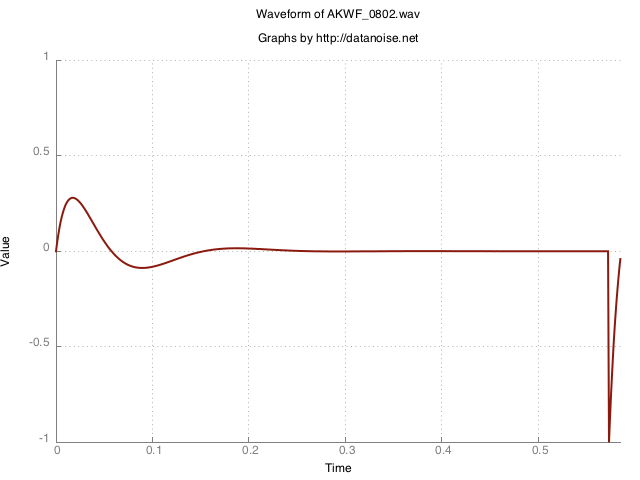 Waveform of AKWF_0802.wav
Graphs by http://datanoise.net
1
0.5
0
-0.5
-1
Value
0 0.1 0.2 0.3 0.4 0.5
Time